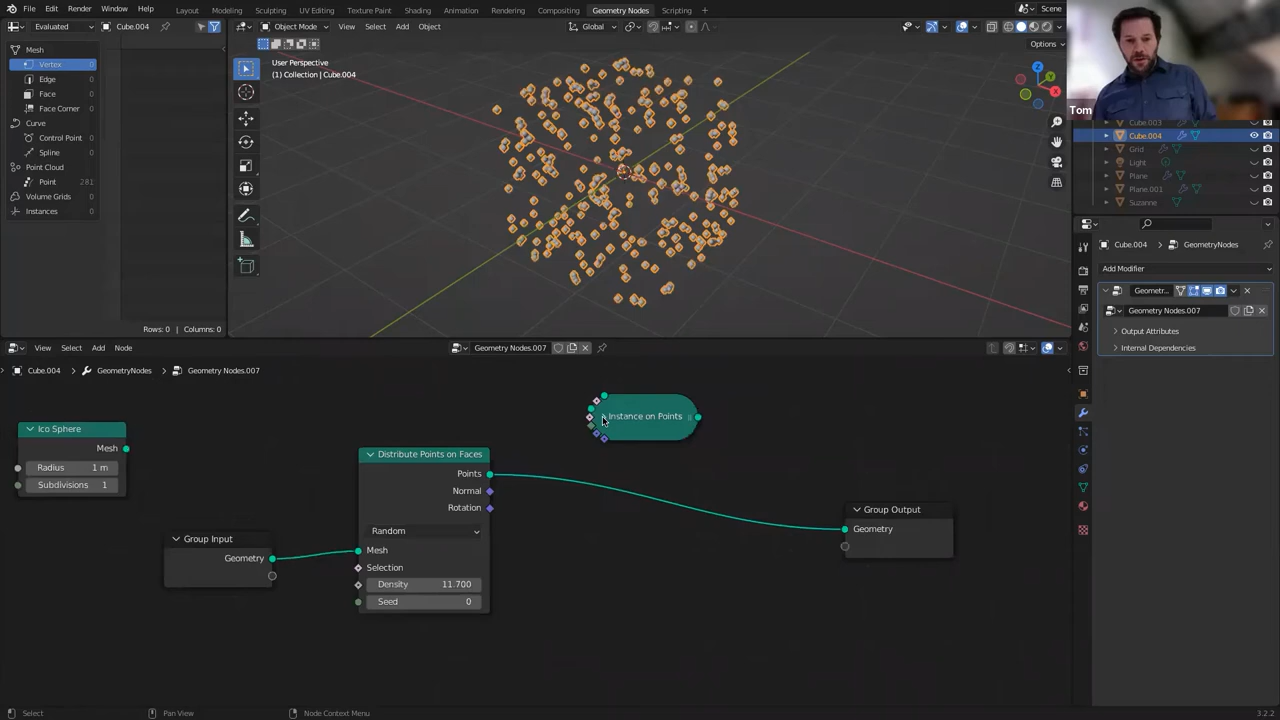 File Edit Render Window Help
Layout Modeling Sculpting UV Editing Texture Paint Shading Animation Rendering Compositing Geometry Nodes Scripting
Scene
Evaluated Cube.004
Object Mode View Select Add Object
Global
Options
Mesh
Vertex 0
Edge 0
Face 0
Face Corner 0
Curve
Control Point 0
Spline 0
Point Cloud
Point 281
Volume Grids 0
Instances 0
Rows: 0 | Columns: 0
User Perspective
(1) Collection | Cube.004
Z
Y
X
Tom
Cube.003
Cube.004
Grid
Light
Plane
Plane.001
Suzanne
Cube.004 GeometryNodes
Add Modifier
Geometr...
Geometry Nodes.007
Output Attributes
Internal Dependencies
View Select Add Node
Geometry Nodes.007
Cube.004 GeometryNodes Geometry Nodes.007
Ico Sphere
Mesh
Radius 1 m
Subdivisions 1
Group Input
Geometry
Distribute Points on Faces
Points
Normal
Rotation
Random
Mesh
Selection
Density 11.700
Seed 0
Instance on Points
Group Output
Geometry
Select
Pan View
Node Context Menu
3.2.2